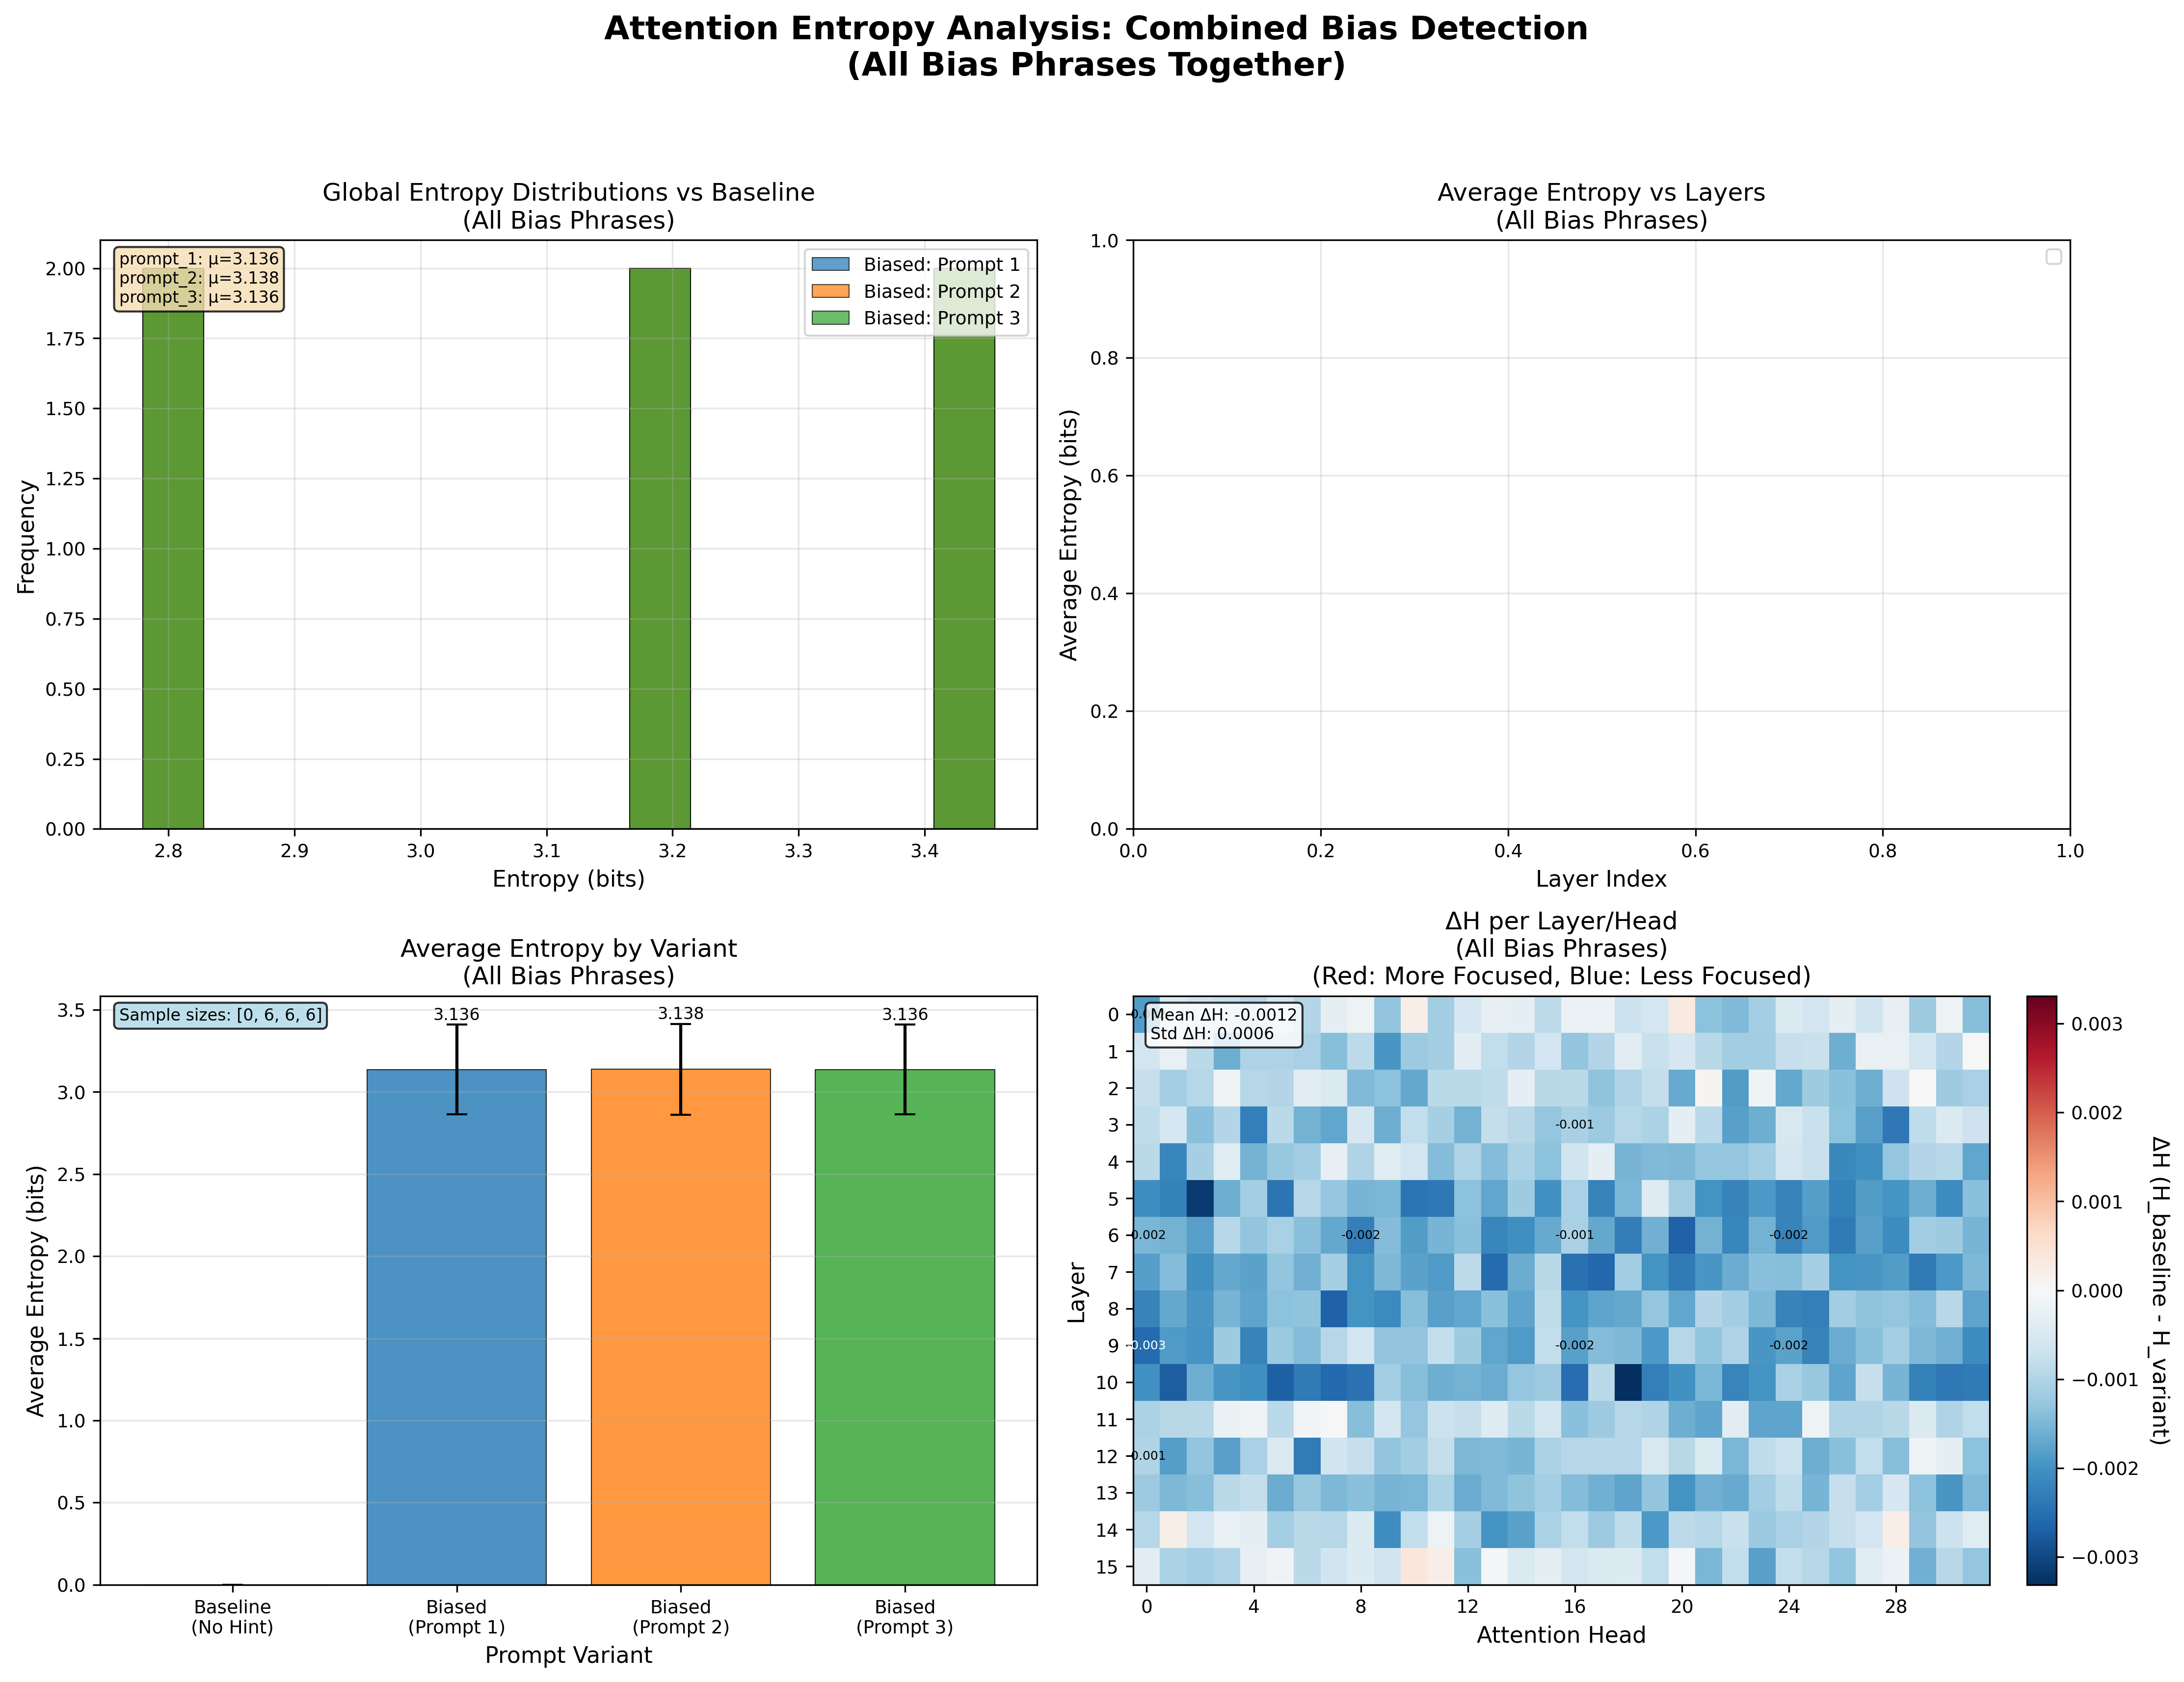 Attention Entropy Analysis: Combined Bias Detection
(All Bias Phrases Together)
Global Entropy Distributions vs Baseline
(All Bias Phrases)
prompt_1: μ=3.136
prompt_2: μ=3.138
prompt_3: μ=3.136
Biased: Prompt 1
Biased: Prompt 2
Biased: Prompt 3
2.00
1.75
1.50
1.25
1.00
0.75
0.50
0.25
0.00
Frequency
2.8 2.9 3.0 3.1 3.2 3.3 3.4
Entropy (bits)
Average Entropy vs Layers
(All Bias Phrases)
1.0
0.8
0.6
0.4
0.2
0.0
Average Entropy (bits)
0.0 0.2 0.4 0.6 0.8 1.0
Layer Index
Average Entropy by Variant
(All Bias Phrases)
Sample sizes: [0, 6, 6, 6]
3.136 3.138 3.136
3.5
3.0
2.5
2.0
1.5
1.0
0.5
0.0
Average Entropy (bits)
Baseline
(No Hint)
Biased
(Prompt 1)
Biased
(Prompt 2)
Biased
(Prompt 3)
Prompt Variant
ΔH per Layer/Head
(All Bias Phrases)
(Red: More Focused, Blue: Less Focused)
Mean ΔH: -0.0012
Std ΔH: 0.0006
0
1
2
3 -0.001
4
5
6 0.002 -0.002 -0.001 -0.002
7
8
9 0.003 -0.002 -0.002
10
11
12 0.001
13
14
15
Layer
0 4 8 12 16 20 24 28
Attention Head
0.003
0.002
0.001
0.000
−0.001
−0.002
−0.003
ΔH (H_baseline - H_variant)